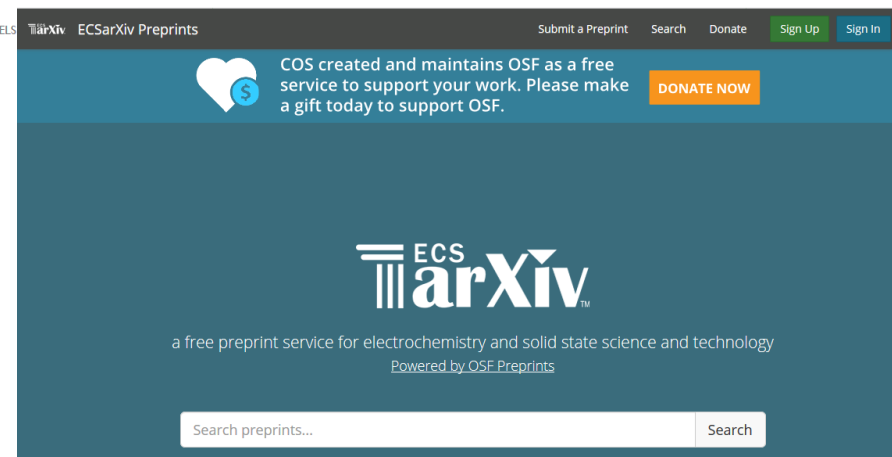 ELS
ECS arXiv ECSarXiv Preprints Submit a Preprint Search Donate Sign Up Sign In
COS created and maintains OSF as a free
service to support your work. Please make
a gift today to support OSF.
$
DONATE NOW
ECS
arXiv™
a free preprint service for electrochemistry and solid state science and technology
Powered by OSF Preprints
Search preprints... Search